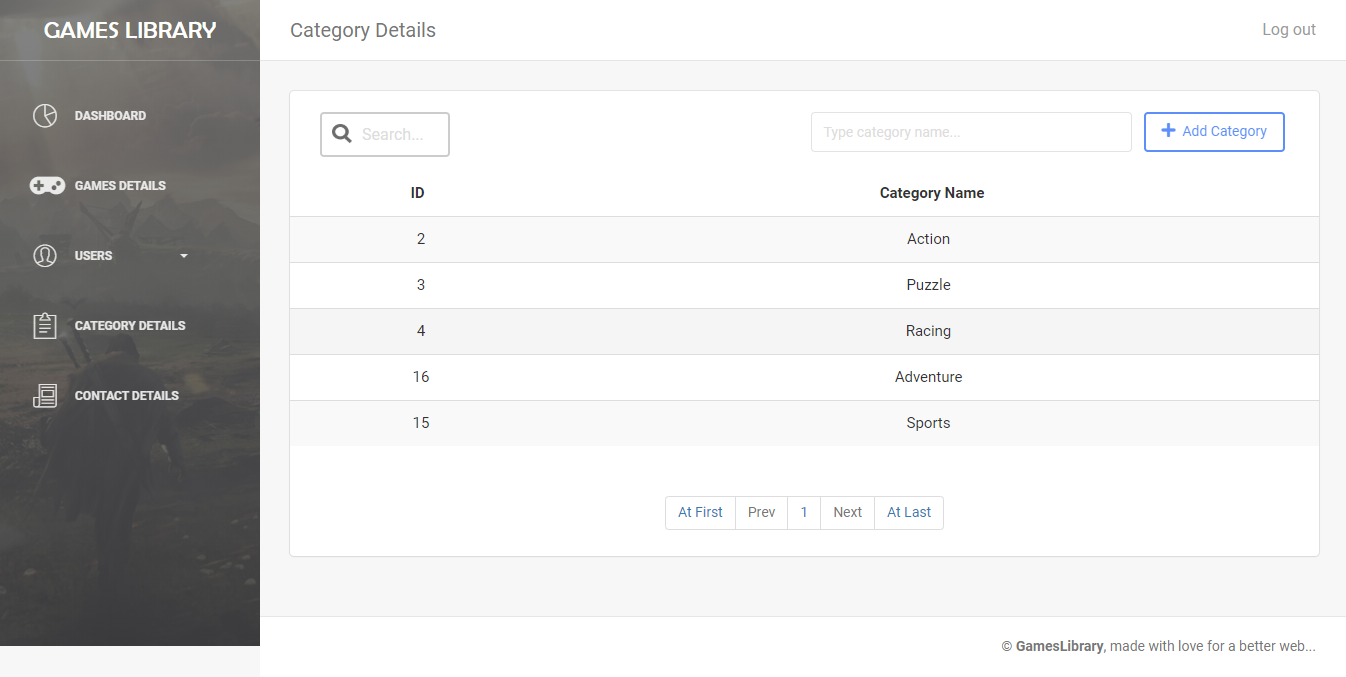 GAMES LIBRARY
DASHBOARD
GAMES DETAILS
USERS
CATEGORY DETAILS
CONTACT DETAILS
Category Details
Log out
Search...
Type category name...
Add Category
ID Category Name
2 Action
3 Puzzle
4 Racing
16 Adventure
15 Sports
At First Prev 1 Next At Last
© GamesLibrary, made with love for a better web...